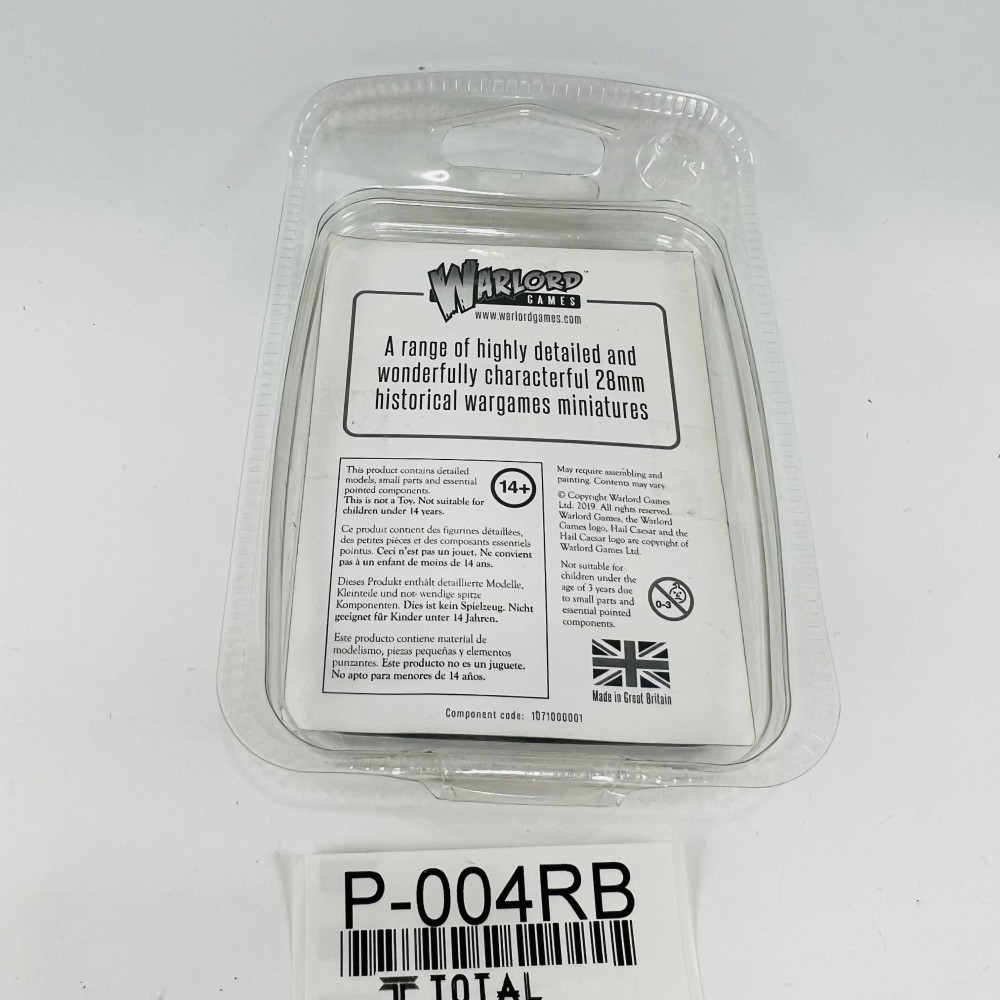 WARLORD
GAMES
www.warlordgames.com
A range of highly detailed and
wonderfully characterful 28mm
historical wargames miniatures
This product contains detailed
models, small parts and essential
pointed components.
This is not a Toy. Not suitable for
children under 14 years.
14+
Ce produit contient des figurines détaillées,
des petites pièces et des composants essentiels
pointus. Ceci n'est pas un jouet. Ne convient
pas à un enfant de moins de 14 ans.
Dieses Produkt enthält detaillierte Modelle,
Kleinteile und not- wendige spitze
Komponenten. Dies ist kein Spielzeug. Nicht
geeignet für Kinder unter 14 Jahren.
Este producto contiene material de
modelismo, piezas pequeñas y elementos
punzantes. Este producto no es un juguete.
No apto para menores de 14 años.
May require assembling and
painting. Contents may vary.
© Copyright Warlord Games
Ltd. 2019. All rights reserved.
Warlord Games, the Warlord
Games logo, Hail Caesar and the
Hail Caesar logo are copyright of
Warlord Games Ltd.
Not suitable for
children under the
age of 3 years due
to small parts and
essential pointed
components.
0-3
Made in Great Britain
Component code: 1071000001
P-004RB
TOTAL